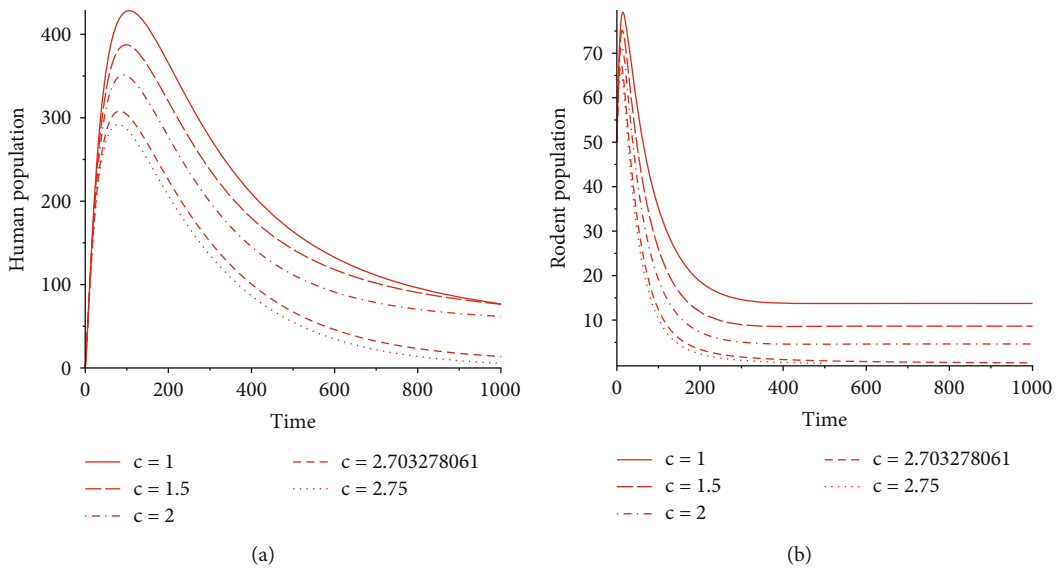 400
300
200
100
0
Human population
0
200
400
600
800
1000
Time
c = 1
c = 1.5
c = 2
c = 2.703278061
c = 2.75
(a)
70
60
50
40
30
20
10
Rodent population
0
200
400
600
800
1000
Time
c = 1
c = 1.5
c = 2
c = 2.703278061
c = 2.75
(b)